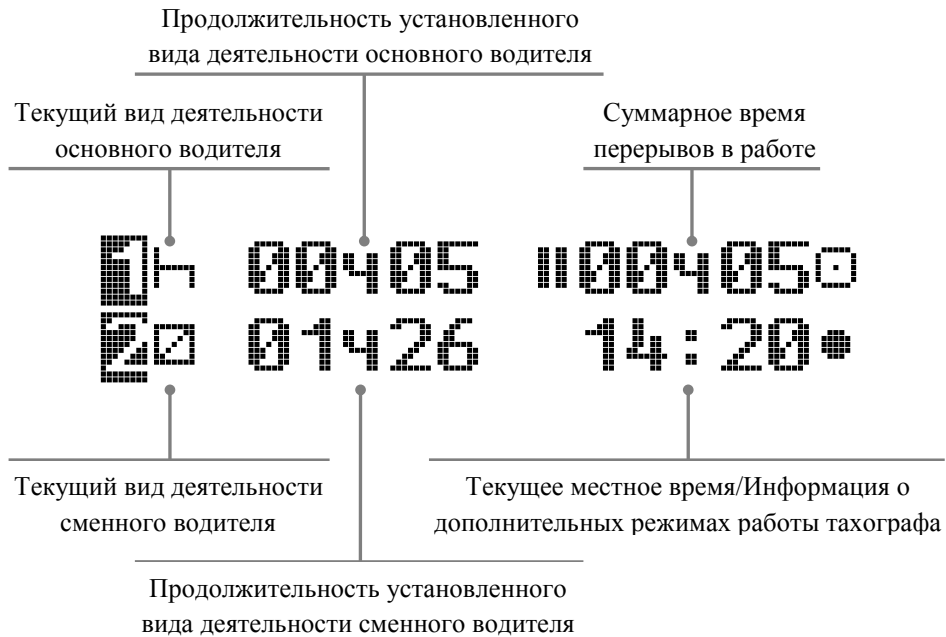 Продолжительность установленного
вида деятельности основного водителя
Текущий вид деятельности
основного водителя
Суммарное время
перерывов в работе
1 00ч05 00ч05
2 01ч26 14:20
Текущий вид деятельности
сменного водителя
Текущее местное время/Информация о
дополнительных режимах работы тахографа
Продолжительность установленного
вида деятельности сменного водителя